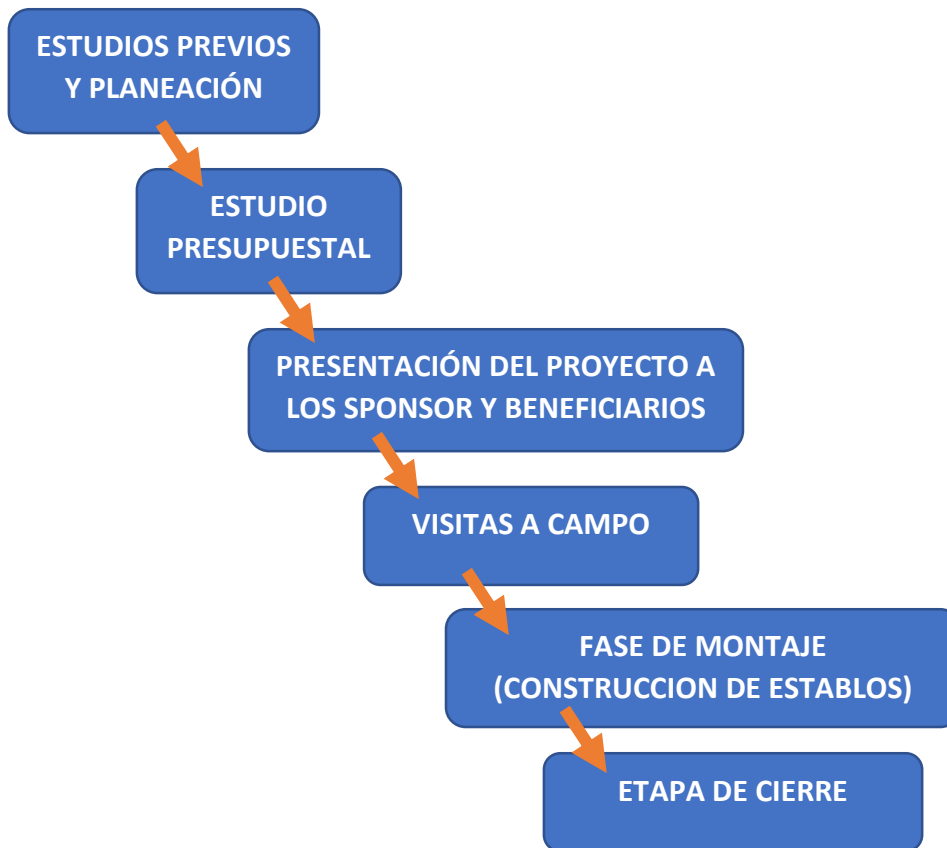 ESTUDIOS PREVIOS
Y PLANEACIÓN
ESTUDIO
PRESUPUESTAL
PRESENTACIÓN DEL PROYECTO A
LOS SPONSOR Y BENEFICIARIOS
VISITAS A CAMPO
FASE DE MONTAJE
(CONSTRUCCION DE ESTABLOS)
ETAPA DE CIERRE